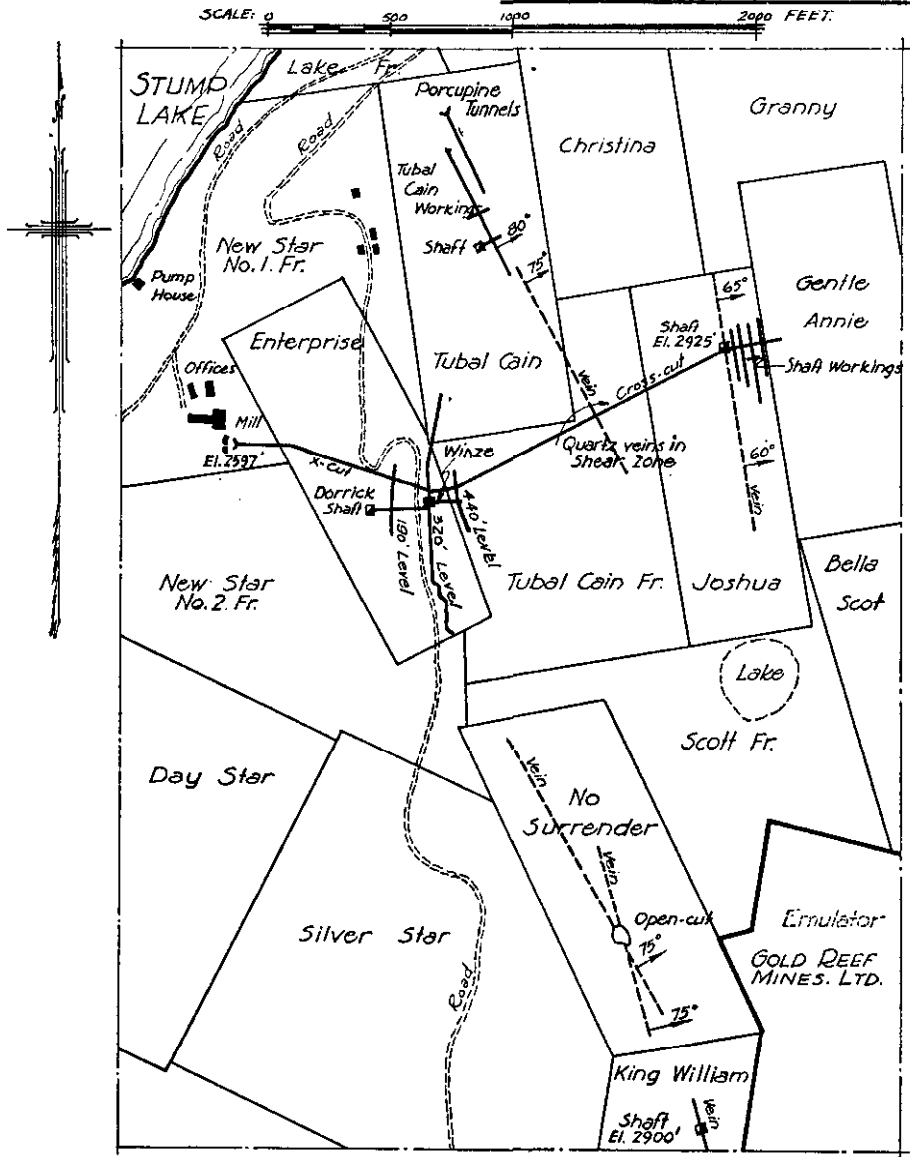 SCALE: 0 500 1000 2000 FEET.
STUMP
LAKE
Lake Fr.
Road
Road
Porcupine
Tunnels
Granny
Christina
Tubal
Cain
Workings
Shaft
80°
75°
New Star
No. 1. Fr.
Pump
House
65°
Gentle
Annie
Shaft
El. 2925'
Shaft Workings
Enterprise
Tubal Cain
Vein
Cross-cut
Offices
Mill
El. 2597'
X-cut
Winze
Quartz veins in
Shear Zone
60°
Vein
Dorrick
Shaft
190' Level
320' Level
440' Level
New Star
No. 2. Fr.
Tubal Cain Fr.
Joshua
Bella
Scot
Lake
Scott Fr.
Day Star
Vein
No
Surrender
Vein
Open-cut
75°
75°
Silver Star
Road
Emulator
GOLD REEF
MINES. LTD.
King William
Shaft
El. 2900'
Vein